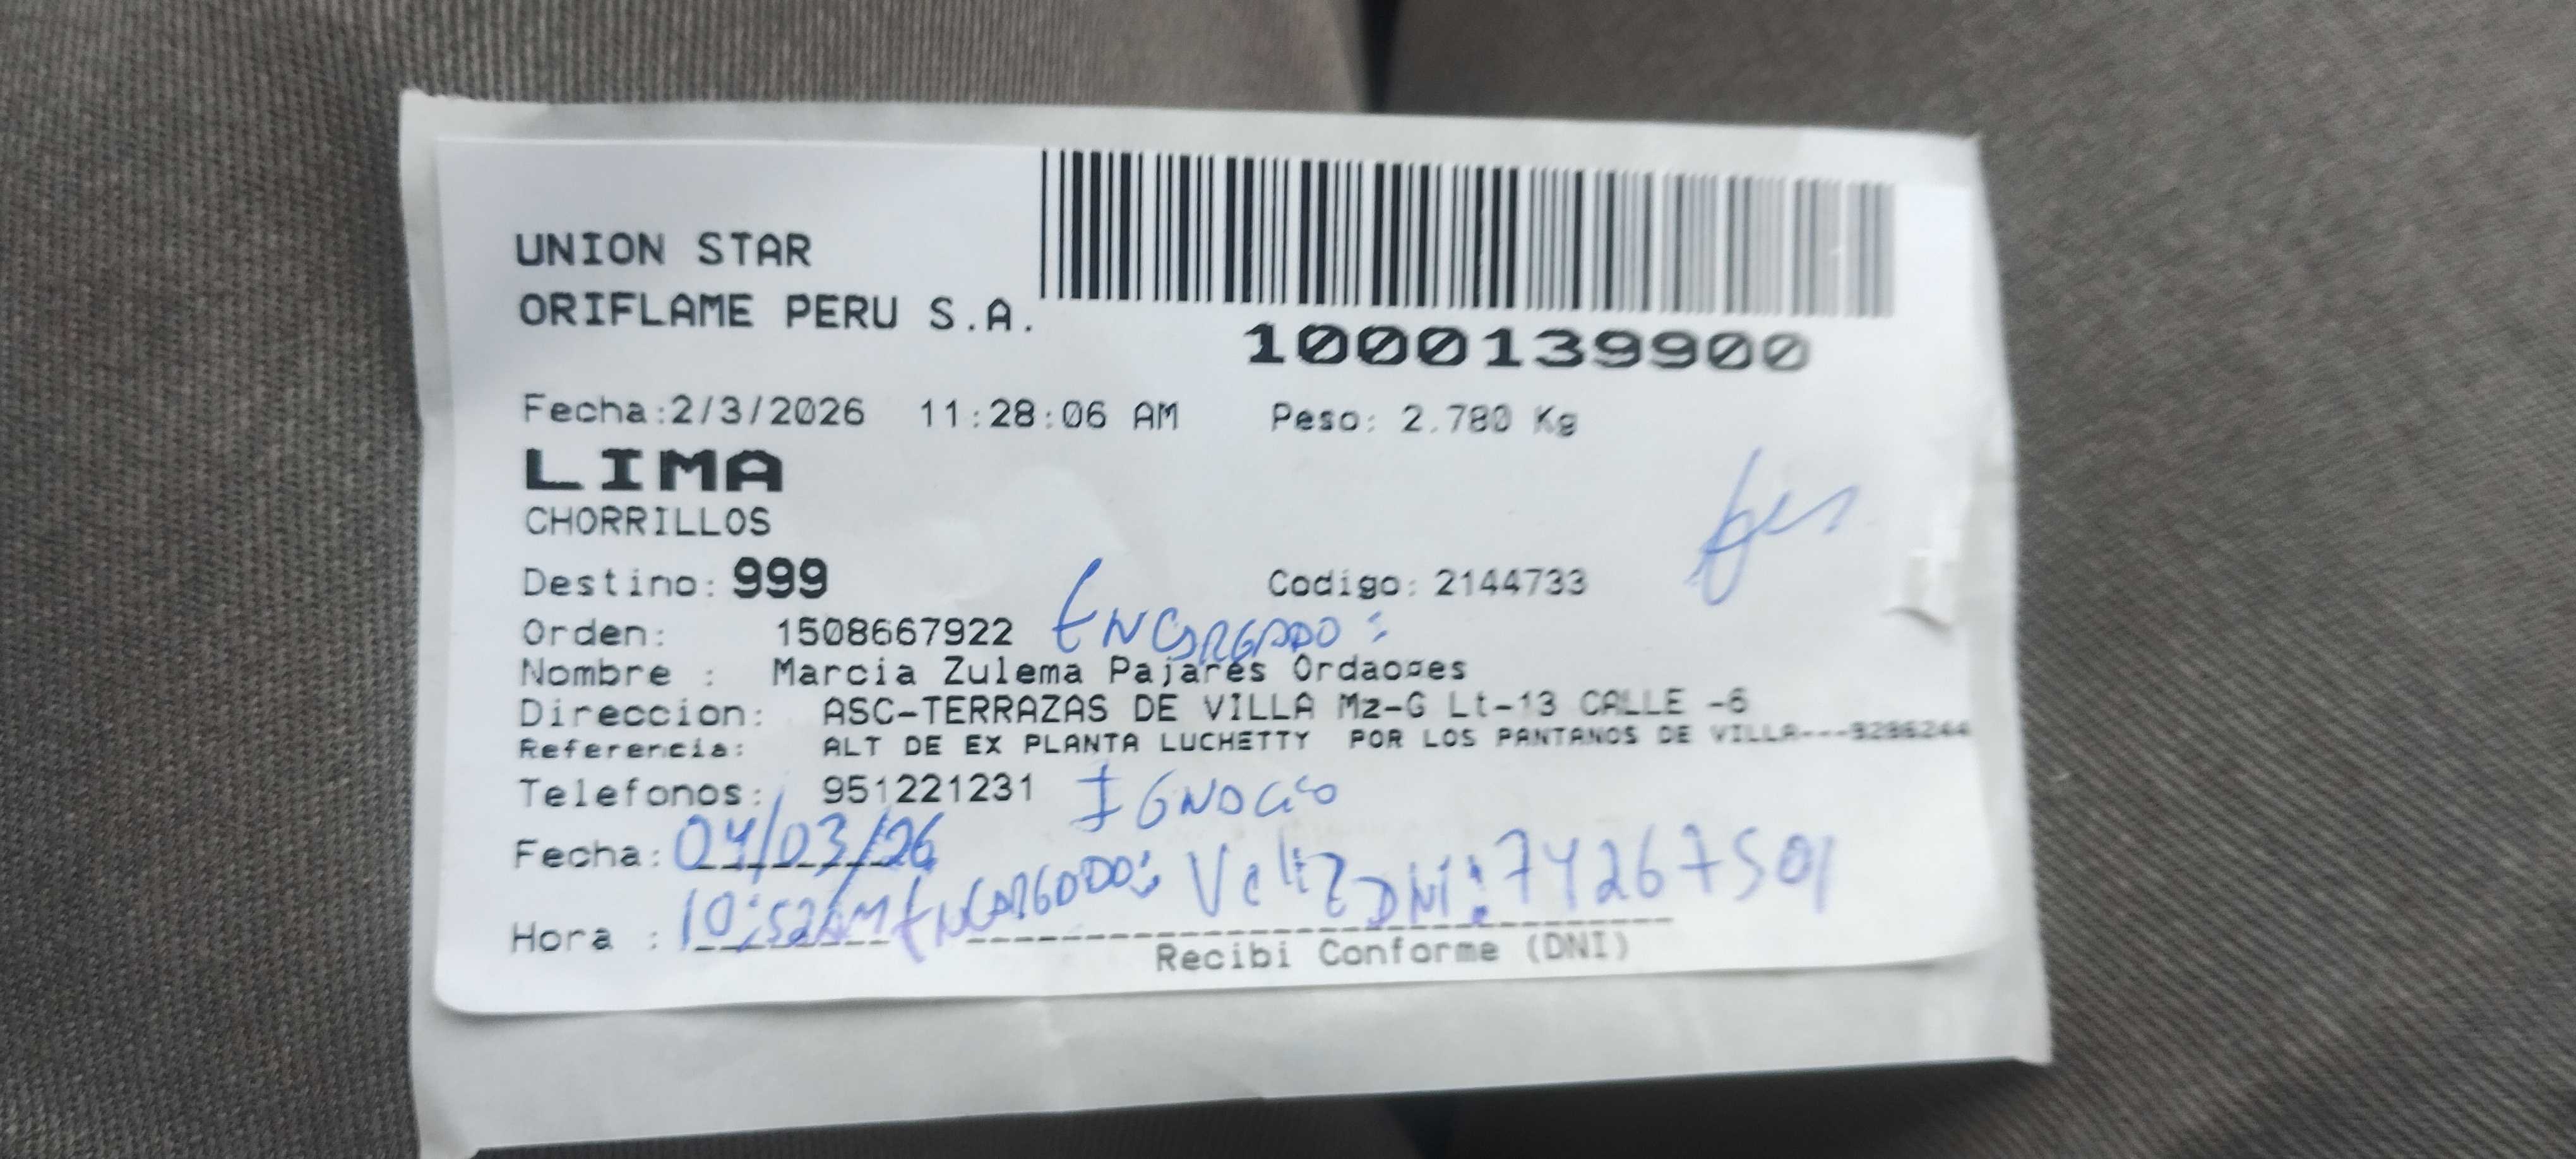 UNION STAR
ORIFLAME PERU S.A.
1000139900
Fecha:2/3/2026 11:28:06 AM Peso: 2.780 Kg
LIMA
CHORRILLOS
Destino: 999 Codigo: 2144733
Orden: 1508667922 ENCARGADO:
Nombre : Marcia Zulema Pajares
Direccion: ASC-TERRAZAS DE VILLA Mz-G Lt-13 CALLE -6
Referencia: ALT DE EX PLANTA LUCHETTY POR LOS PANTANOS DE VILLA---9286244
Telefonos: 951221231
Fecha: 04/03/26
Hora : 10:52AM ENCARGADO: Veliz DNI: 74267501
Recibi Conforme (DNI)